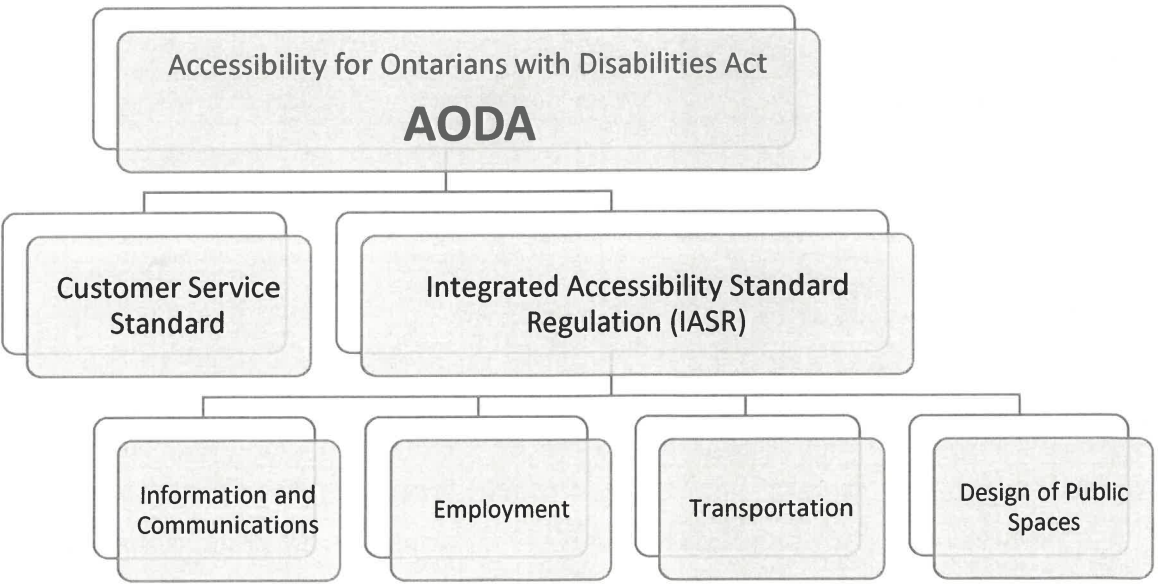 Accessibility for Ontarians with Disabilities Act
AODA
Customer Service
Standard
Integrated Accessibility Standard
Regulation (IASR)
Information and
Communications
Employment
Transportation
Design of Public
Spaces